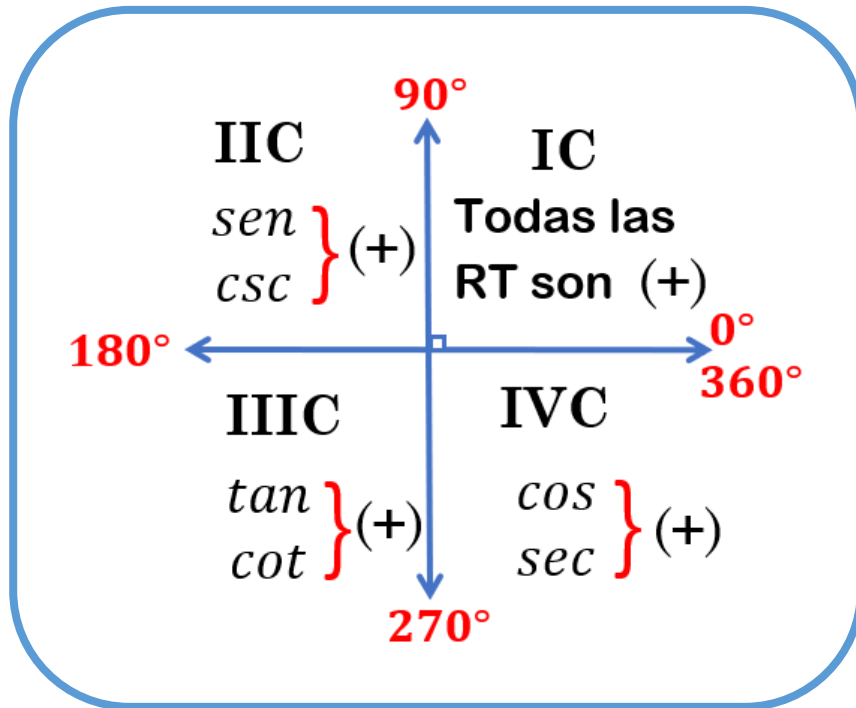 90°
IIC
sen
csc
(+)
IC
Todas las
RT son (+)
180°
0°
360°
IIIC
tan
cot
(+)
IVC
cos
sec
(+)
270°